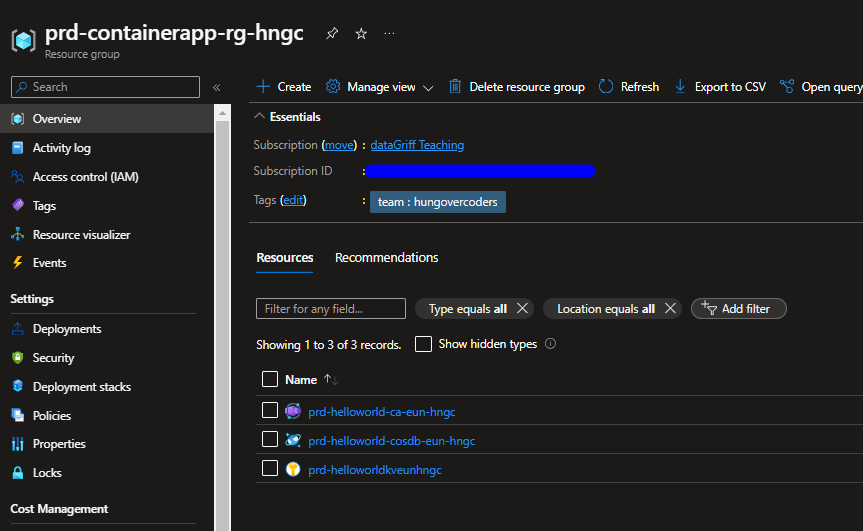 prd-containerapp-rg-hngc
Resource group
Search
Overview
Activity log
Access control (IAM)
Tags
Resource visualizer
Events
Settings
Deployments
Security
Deployment stacks
Policies
Properties
Locks
Cost Management
Create Manage view Delete resource group Refresh Export to CSV Open query
Essentials
Subscription (move) : dataGriff Teaching
Subscription ID :
Tags (edit) : team : hungovercoders
Resources Recommendations
Filter for any field... Type equals all Location equals all Add filter
Showing 1 to 3 of 3 records. Show hidden types
Name
prd-helloworld-ca-eun-hngc
prd-helloworld-cosdb-eun-hngc
prd-helloworldkveunhngc